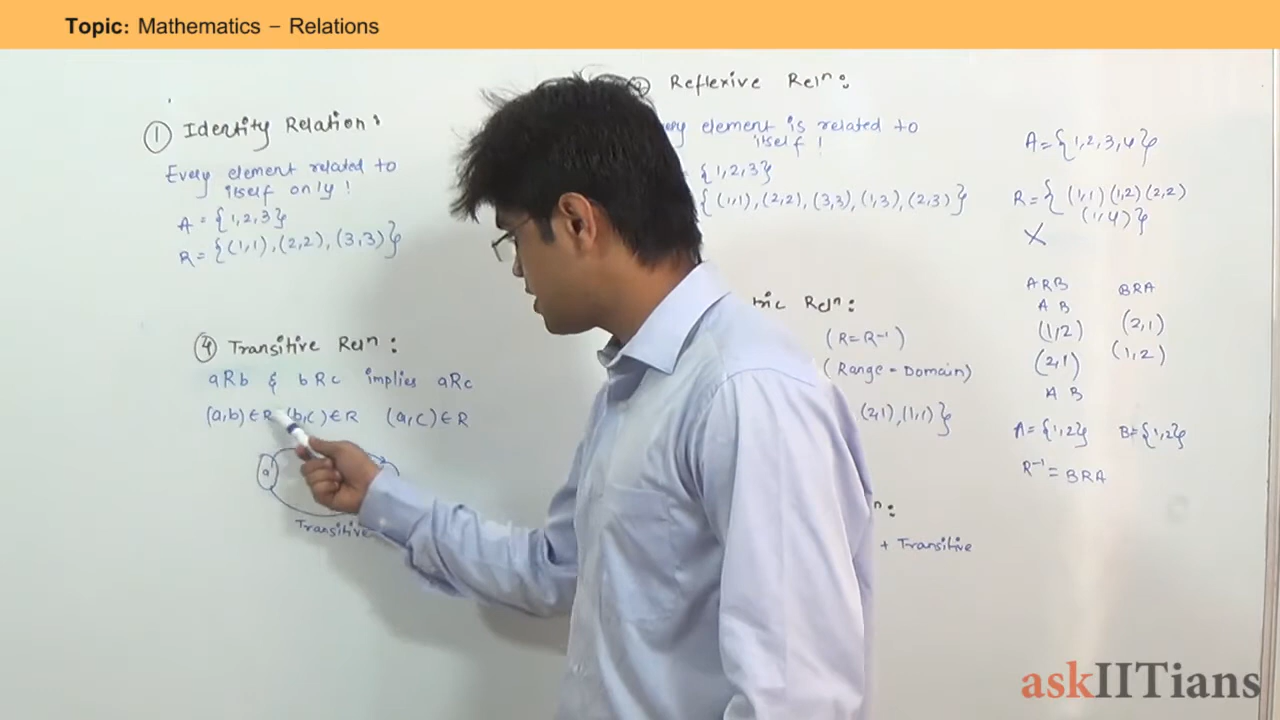 Topic: Mathematics – Relations
① Identity Relation:
Every element related to
itself only!
A = {1,2,3}
R = {(1,1), (2,2), (3,3)}
② Reflexive Relⁿ:
element is related to
itself!
= {1,2,3}
{(1,1), (2,2), (3,3), (1,3), (2,3)}
A = {1,2,3,4}
R = { (1,1) (1,2) (2,2)
(1,4)}
X
④ Transitive Relⁿ:
aRb & bRc implies aRc
(a,b) ∈ R (b,c) ∈ R (a,c) ∈ R
a
Transitive
Relⁿ:
(R = R⁻¹)
(Range = Domain)
(2,1), (1,1)}
+ Transitive
ARB BRA
A B
(1,2) (2,1)
(2,1) (1,2)
A B
A = {1,2} B = {1,2}
R⁻¹ = BRA
askIITians